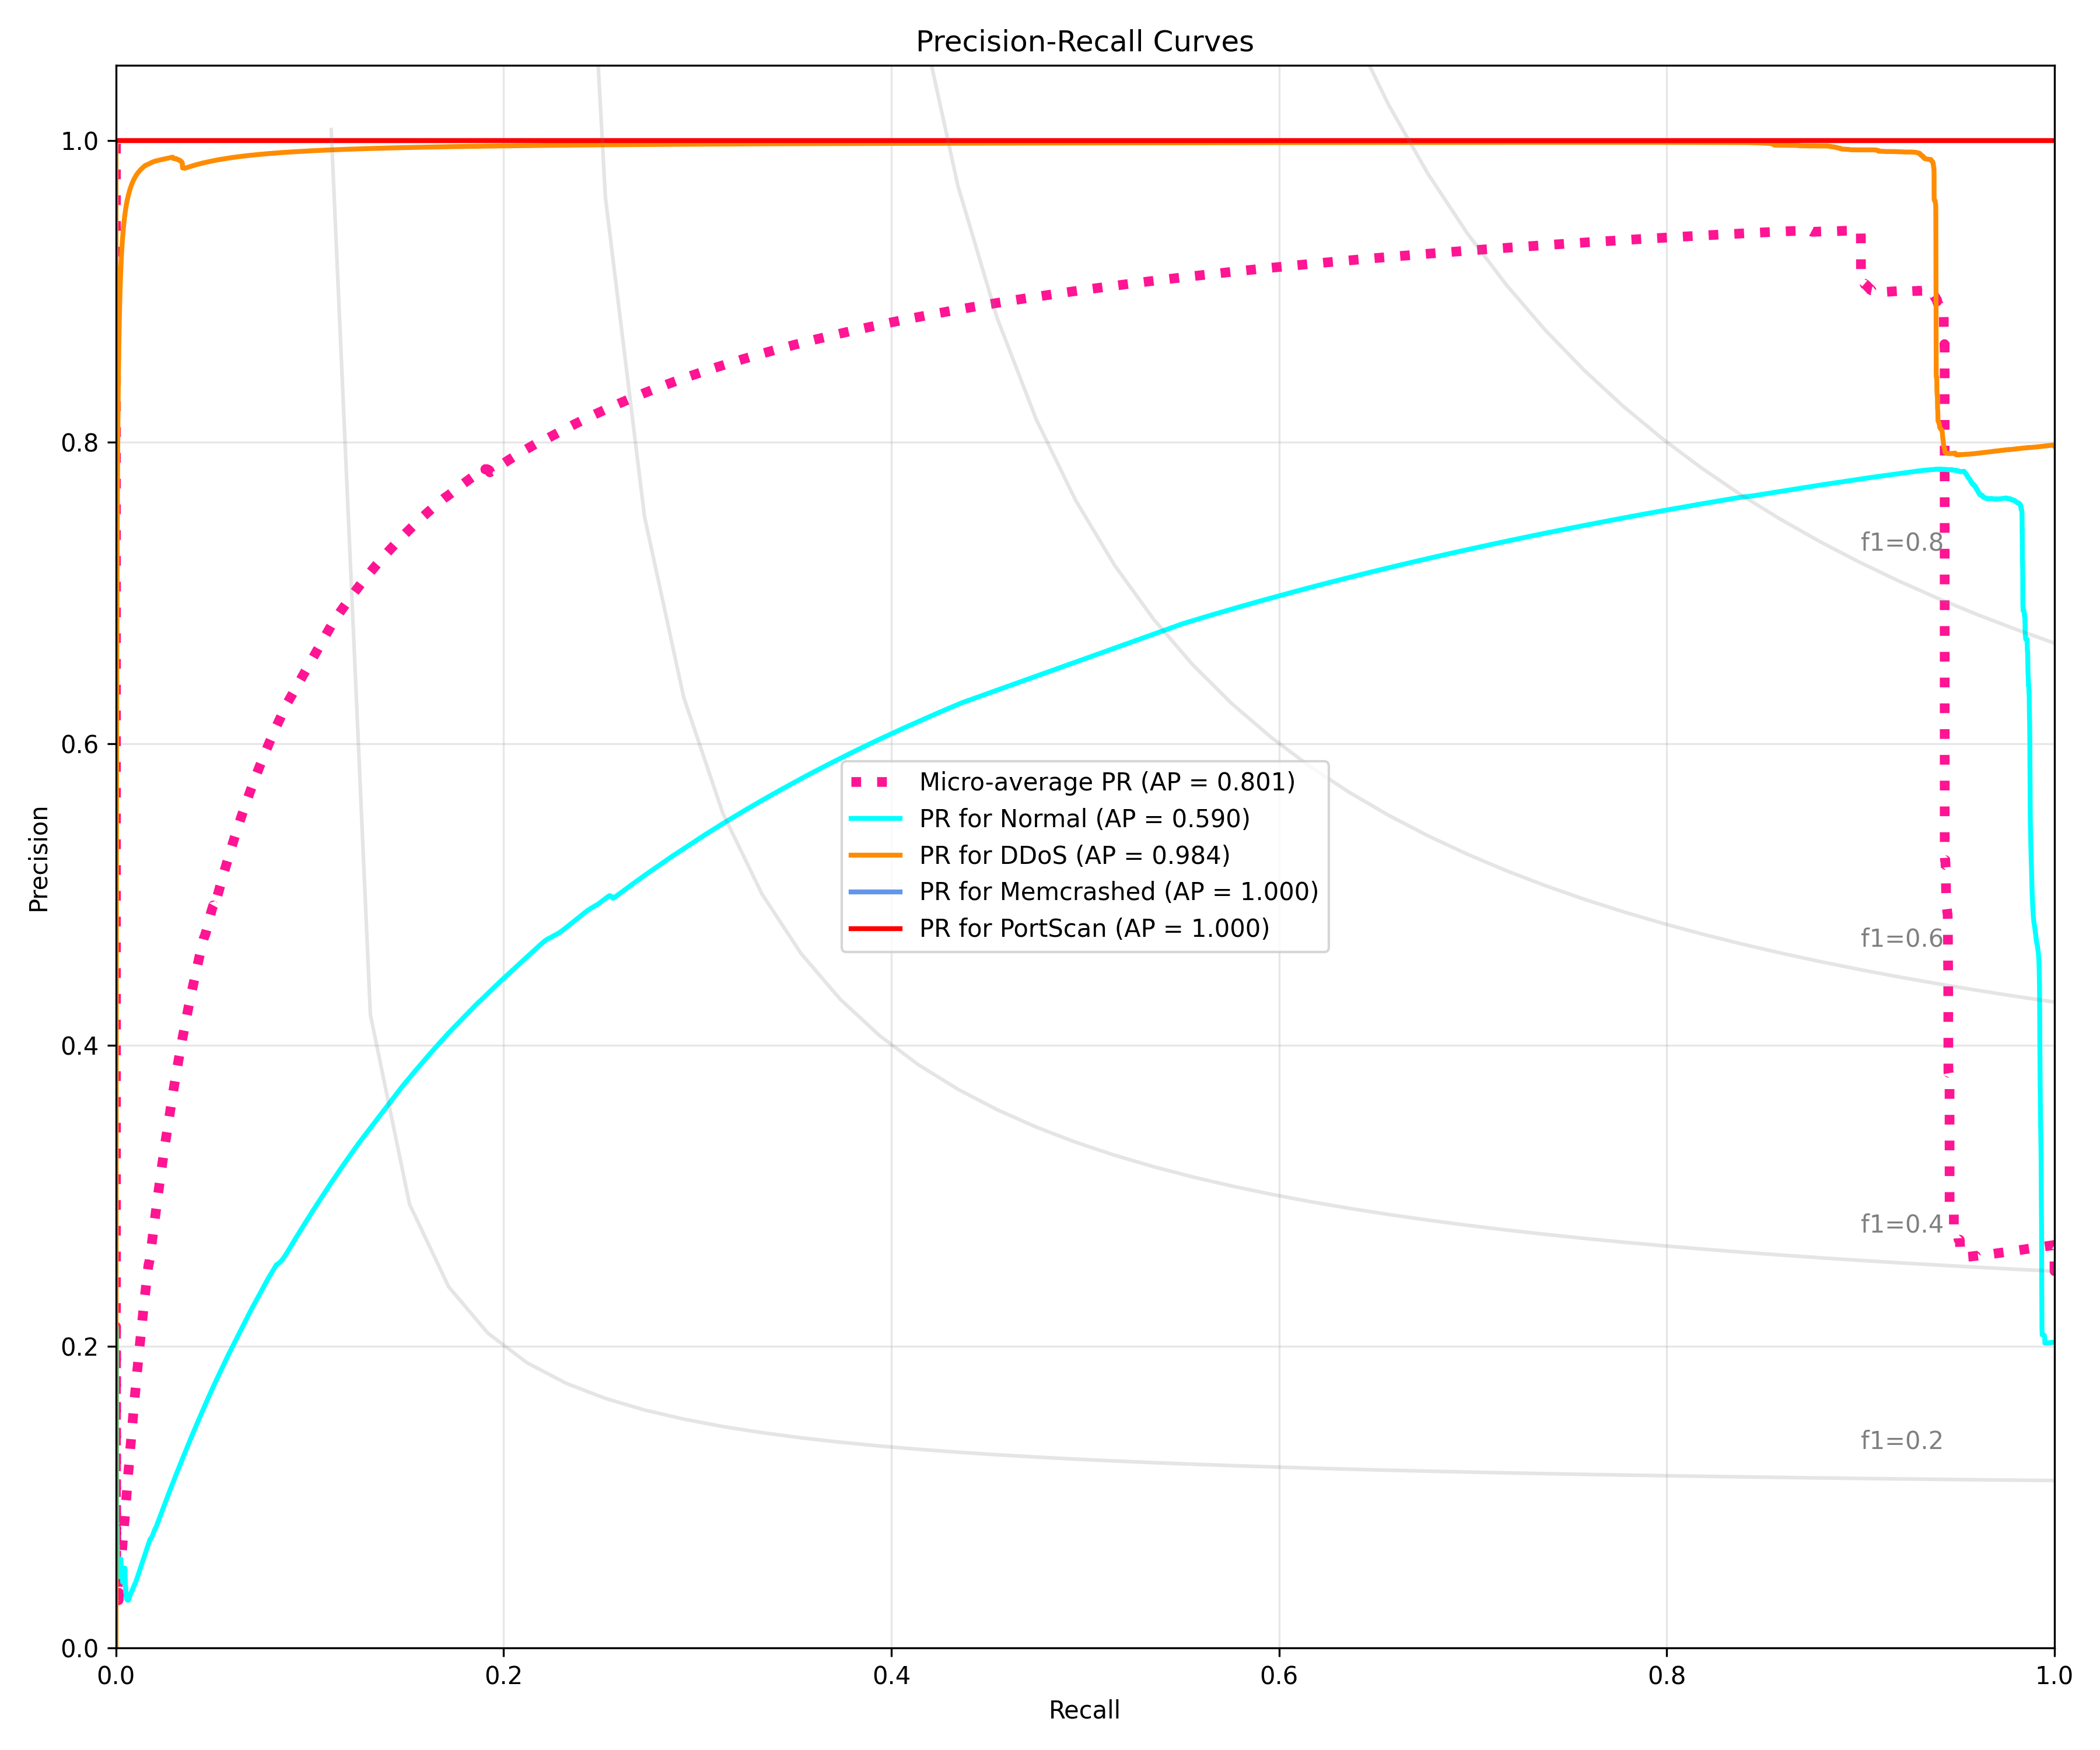 Precision-Recall Curves
Precision
1.0
0.8
0.6
0.4
0.2
0.0
f1=0.8
f1=0.6
f1=0.4
f1=0.2
Micro-average PR (AP = 0.801)
PR for Normal (AP = 0.590)
PR for DDoS (AP = 0.984)
PR for Memcrashed (AP = 1.000)
PR for PortScan (AP = 1.000)
0.0 0.2 0.4 0.6 0.8 1.0
Recall